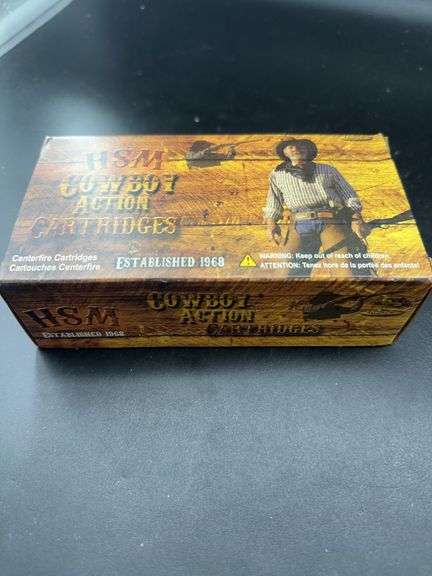 HSM
COWBOY
ACTION
CARTRIDGES
Centerfire Cartridges
Cartouches Centerfire
ESTABLISHED 1968
WARNING: Keep out of reach of children.
ATTENTION: Tenez hors de la portée des enfants!
HSM
ESTABLISHED 1968
COWBOY
ACTION
CARTRIDGES